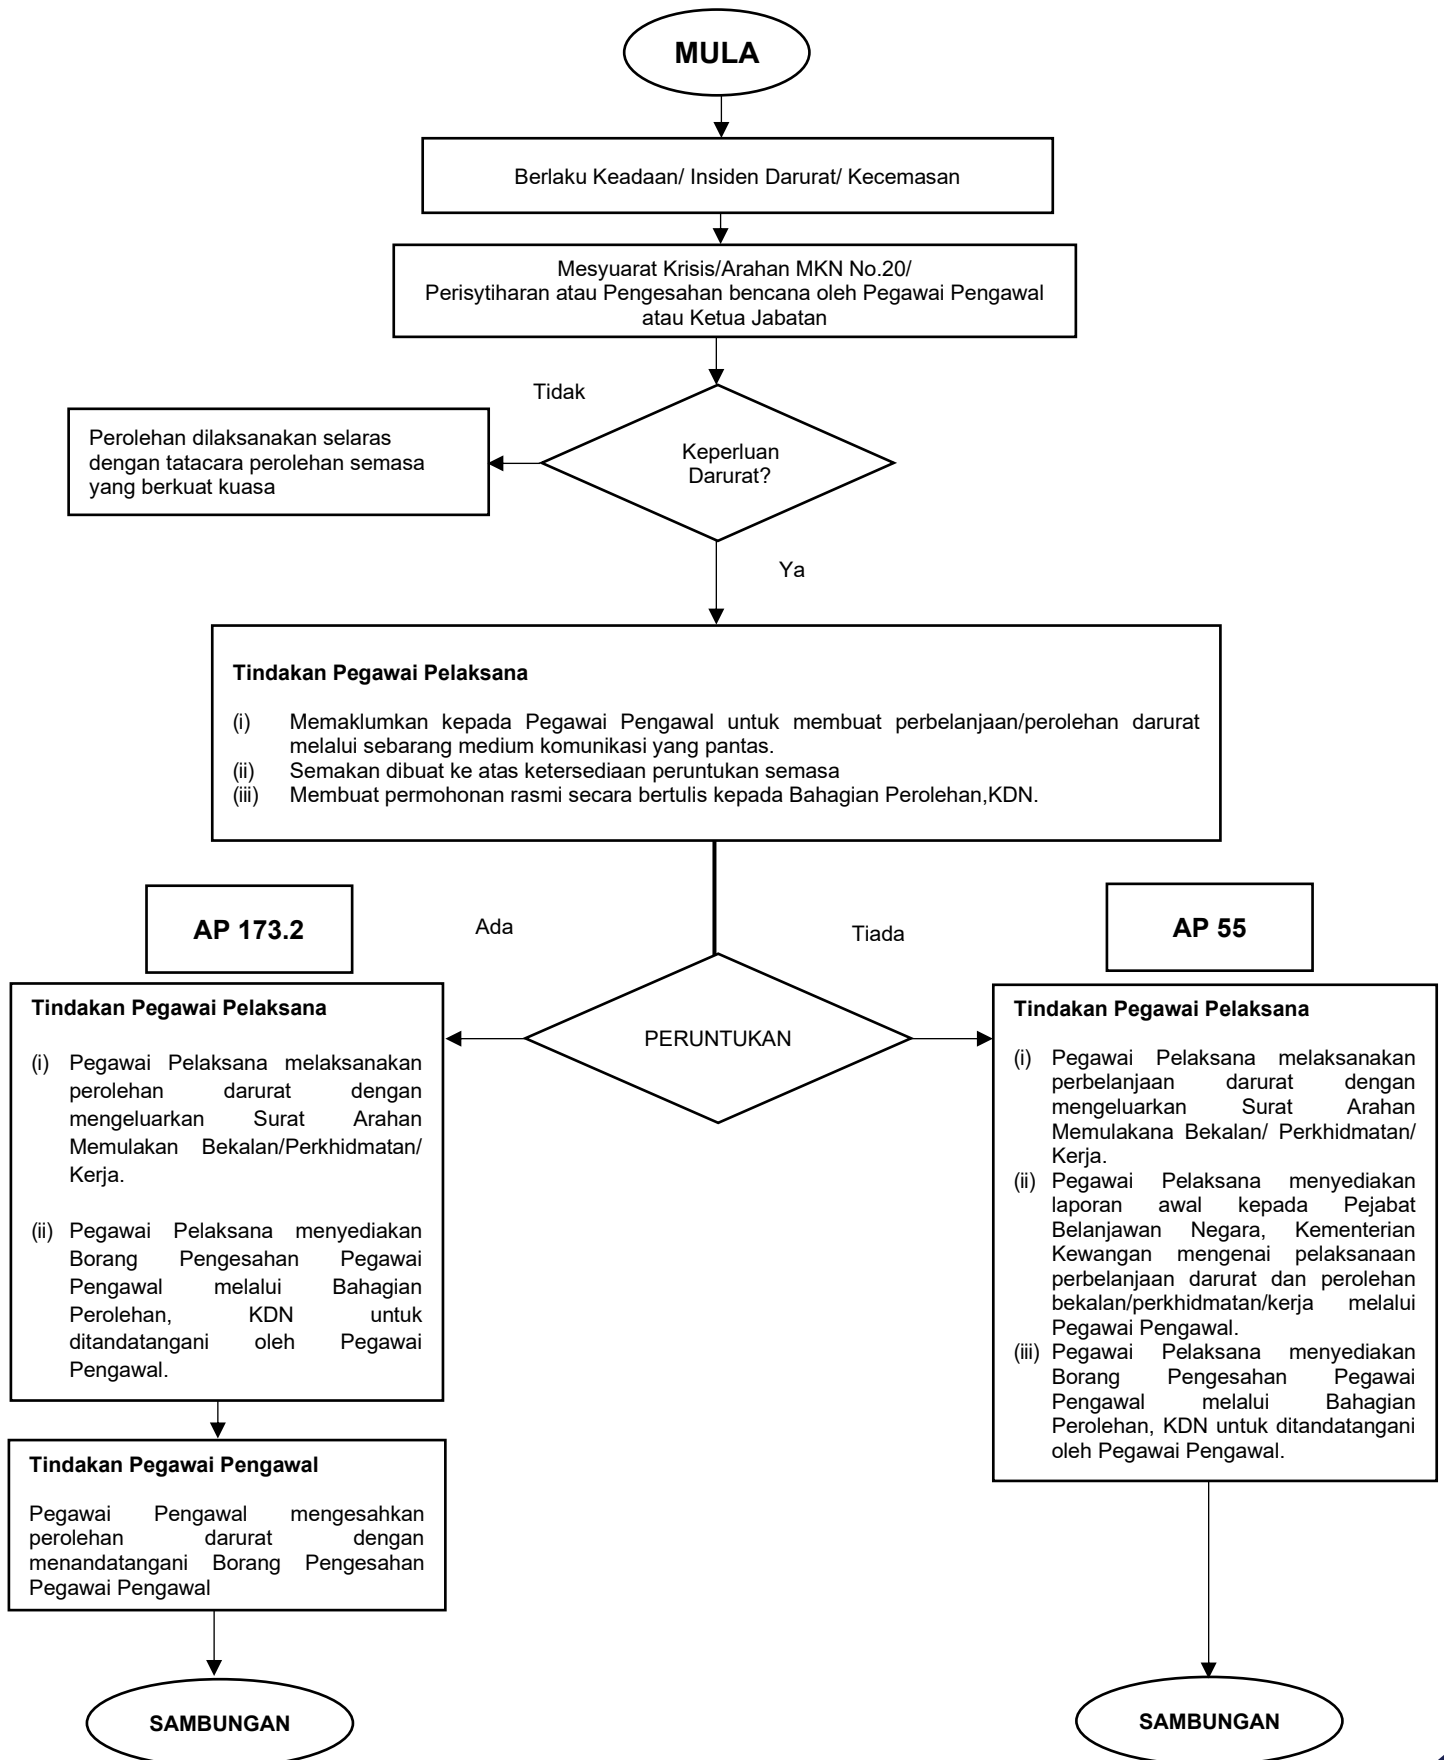 MULA
Berlaku Keadaan/ Insiden Darurat/ Kecemasan
Mesyuarat Krisis/Arahan MKN No.20/
Perisytiharan atau Pengesahan bencana oleh Pegawai Pengawal
atau Ketua Jabatan
Tidak
Keperluan
Darurat?
Perolehan dilaksanakan selaras
dengan tatacara perolehan semasa
yang berkuat kuasa
Ya
Tindakan Pegawai Pelaksana
(i) Memaklumkan kepada Pegawai Pengawal untuk membuat perbelanjaan/perolehan darurat
melalui sebarang medium komunikasi yang pantas.
(ii) Semakan dibuat ke atas ketersediaan peruntukan semasa
(iii) Membuat permohonan rasmi secara bertulis kepada Bahagian Perolehan,KDN.
PERUNTUKAN
Ada
AP 173.2
Tindakan Pegawai Pelaksana
(i) Pegawai Pelaksana melaksanakan
perolehan darurat dengan
mengeluarkan Surat Arahan
Memulakan Bekalan/Perkhidmatan/
Kerja.
(ii) Pegawai Pelaksana menyediakan
Borang Pengesahan Pegawai
Pengawal melalui Bahagian
Perolehan, KDN untuk
ditandatangani oleh Pegawai
Pengawal.
Tindakan Pegawai Pengawal
Pegawai Pengawal mengesahkan
perolehan darurat dengan
menandatangani Borang Pengesahan
Pegawai Pengawal
SAMBUNGAN
Tiada
AP 55
Tindakan Pegawai Pelaksana
(i) Pegawai Pelaksana melaksanakan
perbelanjaan darurat dengan
mengeluarkan Surat Arahan
Memulakana Bekalan/ Perkhidmatan/
Kerja.
(ii) Pegawai Pelaksana menyediakan
laporan awal kepada Pejabat
Belanjawan Negara, Kementerian
Kewangan mengenai pelaksanaan
perbelanjaan darurat dan perolehan
bekalan/perkhidmatan/kerja melalui
Pegawai Pengawal.
(iii) Pegawai Pelaksana menyediakan
Borang Pengesahan Pegawai
Pengawal melalui Bahagian
Perolehan, KDN untuk ditandatangani
oleh Pegawai Pengawal.
SAMBUNGAN